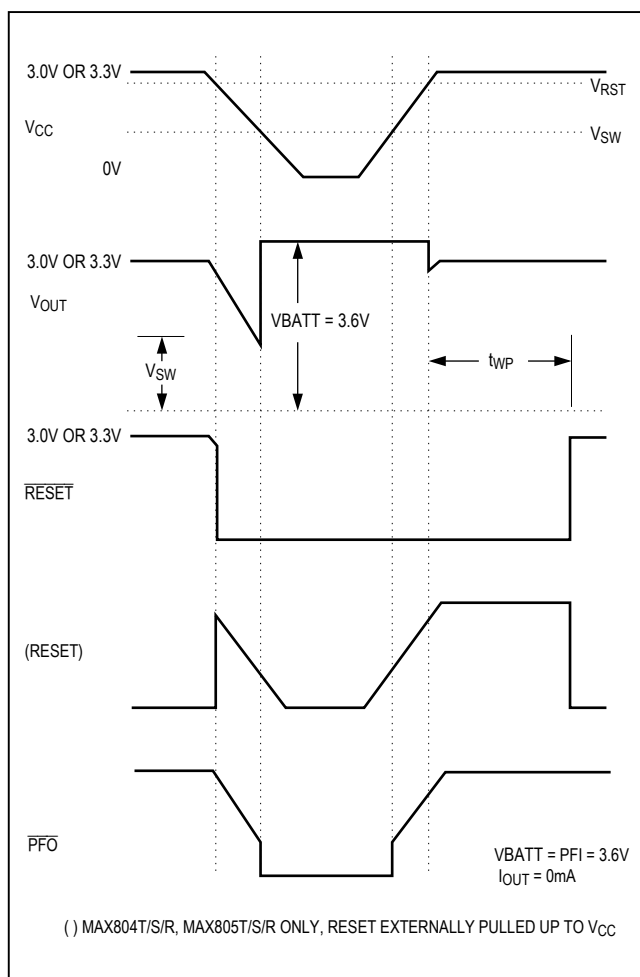 3.0V OR 3.3V
VRST
VCC
VSW
0V
3.0V OR 3.3V
VOUT
VBATT = 3.6V
VSW
tWP
3.0V OR 3.3V
RESET
(RESET)
PFO
VBATT = PFI = 3.6V
IOUT = 0mA
( ) MAX804T/S/R, MAX805T/S/R ONLY, RESET EXTERNALLY PULLED UP TO VCC